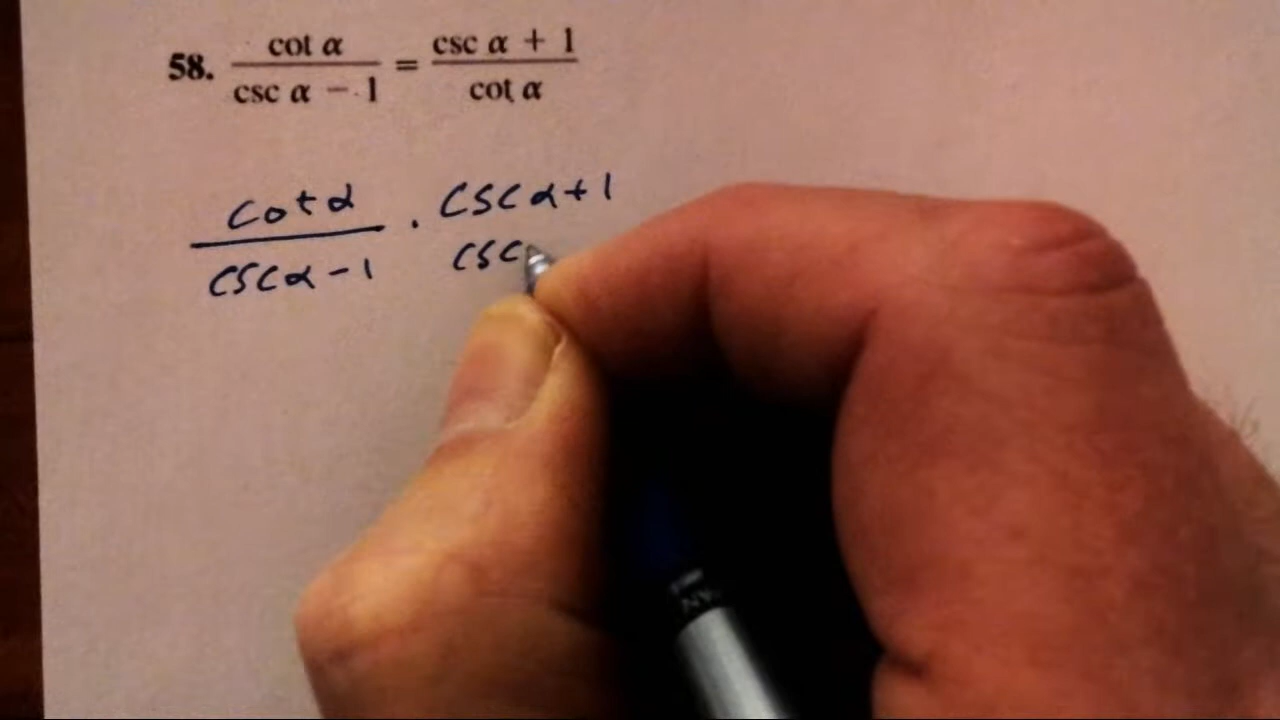 58. cot α / csc α − 1 = csc α + 1 / cot α
cot α / csc α − 1 · csc α + 1 / csc